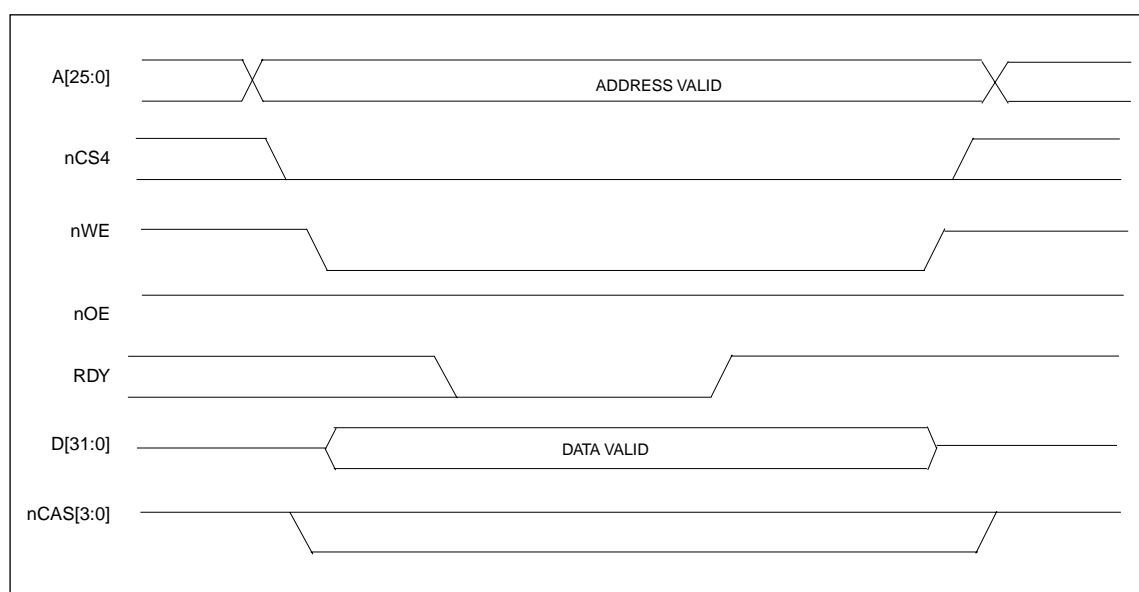 A[25:0]
ADDRESS VALID
nCS4
nWE
nOE
RDY
D[31:0]
DATA VALID
nCAS[3:0]